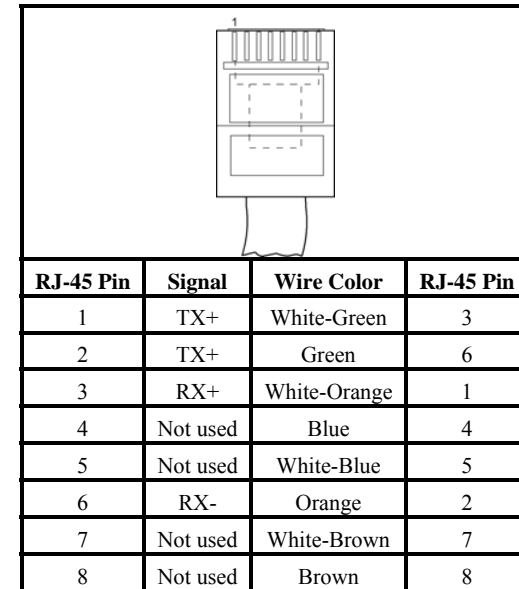 1
RJ-45 Pin Signal Wire Color RJ-45 Pin
1 TX+ White-Green 3
2 TX+ Green 6
3 RX+ White-Orange 1
4 Not used Blue 4
5 Not used White-Blue 5
6 RX- Orange 2
7 Not used White-Brown 7
8 Not used Brown 8